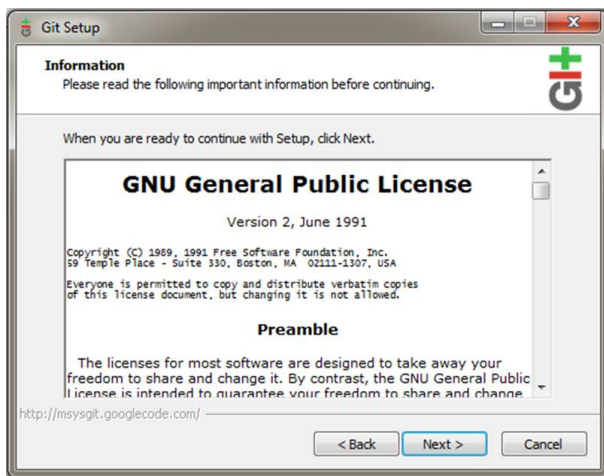 Git Setup
Information
Please read the following important information before continuing.
Git
When you are ready to continue with Setup, click Next.
GNU General Public License
Version 2, June 1991
Copyright (C) 1989, 1991 Free Software Foundation, Inc.
59 Temple Place - Suite 330, Boston, MA  02111-1307, USA
Everyone is permitted to copy and distribute verbatim copies
of this license document, but changing it is not allowed.
Preamble
The licenses for most software are designed to take away your
freedom to share and change it. By contrast, the GNU General Public
License is intended to guarantee your freedom to share and change
http://msysgit.googlecode.com/
< Back
Next >
Cancel